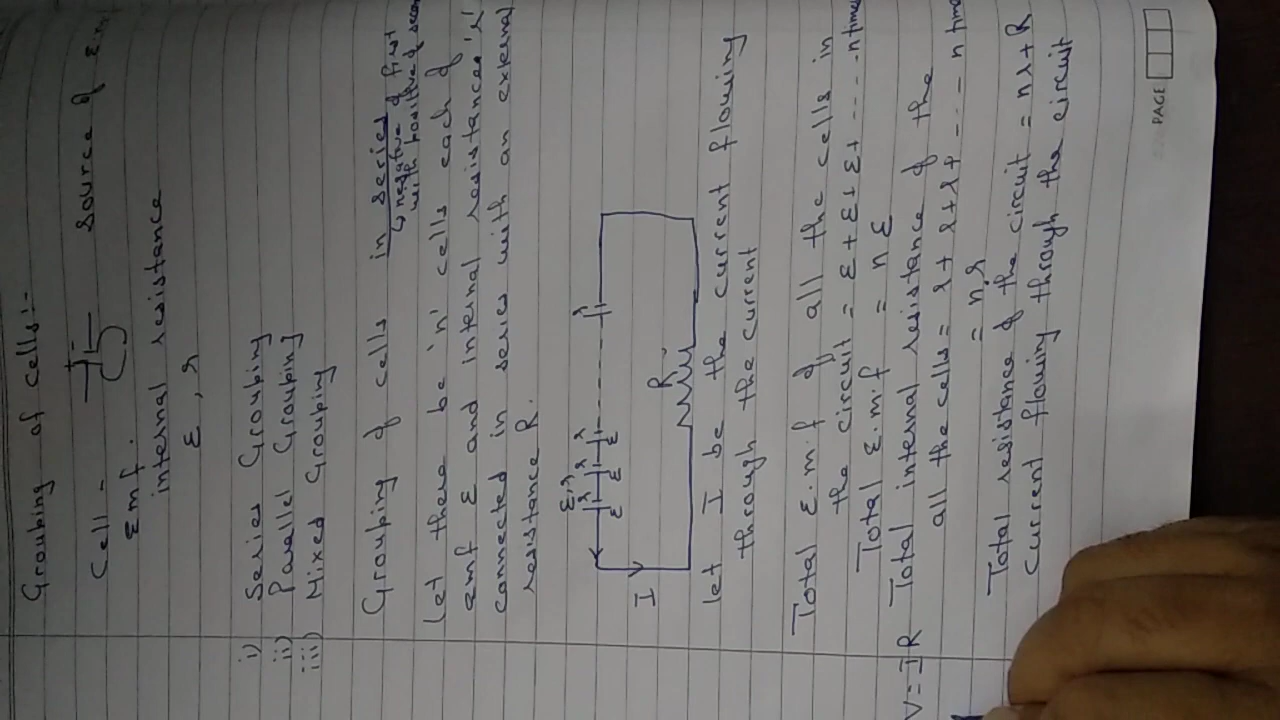 Grouping of cells:-
Cell - source of e.m.
Emf.
internal resistance
ε, r
i) Series Grouping
ii) Parallel Grouping
iii) Mixed Grouping
Grouping of cells in series
↳ negative of first
with positive of
Let there be 'n' cells each of
emf ε and internal resistances 'r'
connected in series with an external
resistance R.
ε,r
r r r
ε ε ε
R
I
let I be the current flowing
through the current
Total ε.m.f of all the cells in
the circuit = ε + ε + ε + ..... n times
Total ε.m.f = n ε
V = IR Total internal resistance of the
all the cells = r + r + r + - - - n time
= nr
Total resistance of the circuit = nr + R
Current flowing through the circuit
PAGE